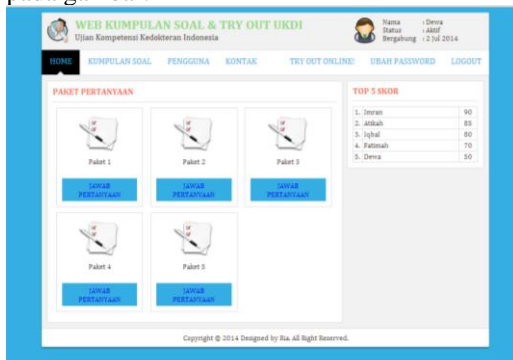 WEB KUMPULAN SOAL & TRY OUT UKDI
Ujian Kompetensi Kedokteran Indonesia
Nama : Dewa
Status : Aktif
Bergabung : 2 Jul 2014
HOME KUMPULAN SOAL PENGGUNA KONTAK TRY OUT ONLINE! UBAH PASSWORD LOGOUT
PAKET PERTANYAAN
Paket 1 Paket 2 Paket 3
JAWAB PERTANYAAN JAWAB PERTANYAAN JAWAB PERTANYAAN
Paket 4 Paket 5
JAWAB PERTANYAAN JAWAB PERTANYAAN
TOP 5 SKOR
1. Imran 90
2. Atikah 85
3. Iqbal 80
4. Fatimah 70
5. Dewa 50
Copyright © 2014 Designed by Ria. All Right Reserved.